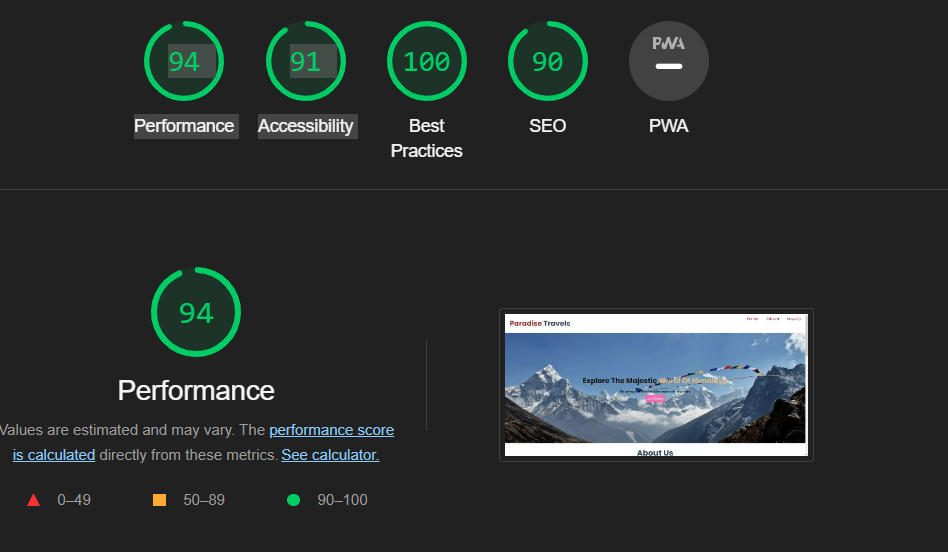 94 91 100 90 PWA
Performance Accessibility Best Practices SEO PWA
94
Performance
Values are estimated and may vary. The performance score
is calculated directly from these metrics. See calculator.
0–49 50–89 90–100
Paradise Travels
Home
Explore The Majestic World Of Himalayas
About Us